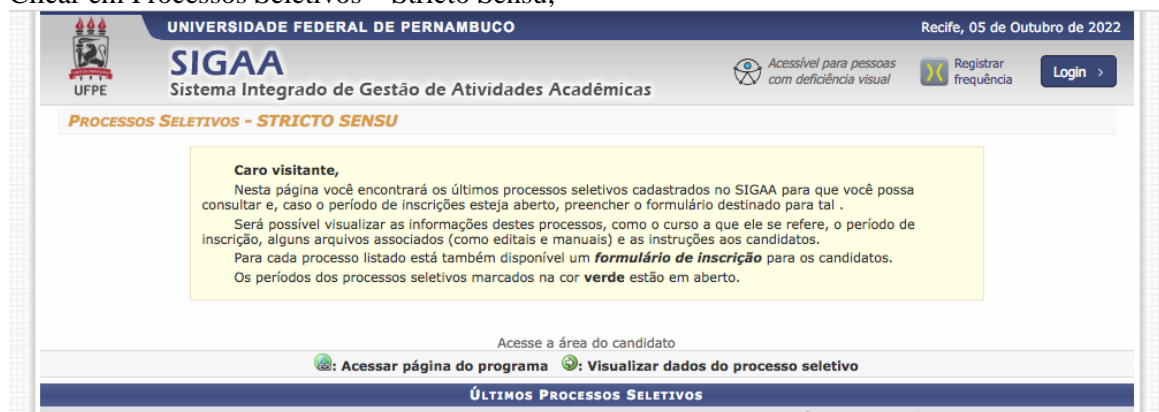 Clicar em Processos Seletivos – Stricto Sensu;
UNIVERSIDADE FEDERAL DE PERNAMBUCO
Recife, 05 de Outubro de 2022
UFPE
SIGAA
Sistema Integrado de Gestão de Atividades Acadêmicas
Acessível para pessoas
com deficiência visual
Registrar
frequência
Login >
PROCESSOS SELETIVOS - STRICTO SENSU
Caro visitante,
Nesta página você encontrará os últimos processos seletivos cadastrados no SIGAA para que você possa
consultar e, caso o período de inscrições esteja aberto, preencher o formulário destinado para tal .
Será possível visualizar as informações destes processos, como o curso a que ele se refere, o período de
inscrição, alguns arquivos associados (como editais e manuais) e as instruções aos candidatos.
Para cada processo listado está também disponível um formulário de inscrição para os candidatos.
Os períodos dos processos seletivos marcados na cor verde estão em aberto.
Acesse a área do candidato
: Acessar página do programa : Visualizar dados do processo seletivo
ÚLTIMOS PROCESSOS SELETIVOS